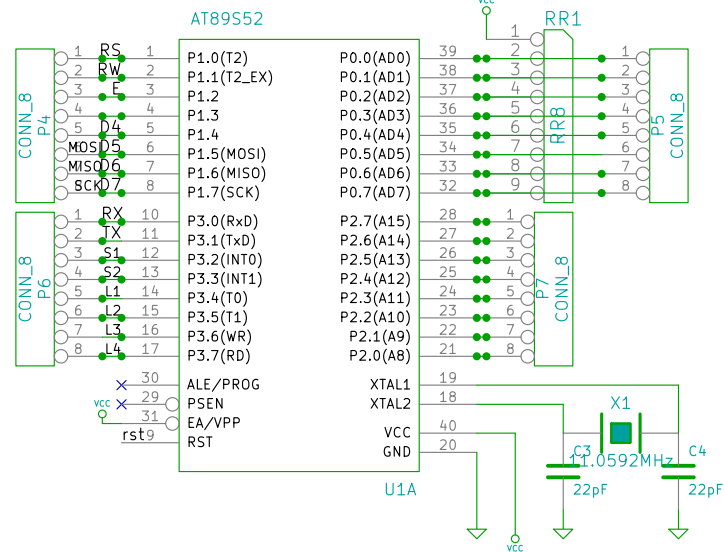 AT89S52
VCC
RR1
RR8
1
2
3
4
5
6
7
8
9
CONN_8
P4
1 RS 1 P1.0(T2)
2 RW 2 P1.1(T2_EX)
3 E 3 P1.2
4 4 P1.3
5 D4 5 P1.4
6 MOSI D5 6 P1.5(MOSI)
7 MISO D6 7 P1.6(MISO)
8 SCK D7 8 P1.7(SCK)
P0.0(AD0) 39
P0.1(AD1) 38
P0.2(AD2) 37
P0.3(AD3) 36
P0.4(AD4) 35
P0.5(AD5) 34
P0.6(AD6) 33
P0.7(AD7) 32
1
2
3
4
5
6
7
8
P5
CONN_8
CONN_8
P6
1 RX 10 P3.0(RxD)
2 TX 11 P3.1(TxD)
3 S1 12 P3.2(INT0)
4 S2 13 P3.3(INT1)
5 L1 14 P3.4(T0)
6 L2 15 P3.5(T1)
7 L3 16 P3.6(WR)
8 L4 17 P3.7(RD)
P2.7(A15) 28 1
P2.6(A14) 27 2
P2.5(A13) 26 3
P2.4(A12) 25 4
P2.3(A11) 24 5
P2.2(A10) 23 6
P2.1(A9) 22 7
P2.0(A8) 21 8
P7
CONN_8
30 ALE/PROG
29 PSEN
VCC 31 EA/VPP
rst 9 RST
XTAL1 19
XTAL2 18
VCC 40
GND 20
X1
11.0592MHz
C3
22pF
C4
22pF
U1A
VCC